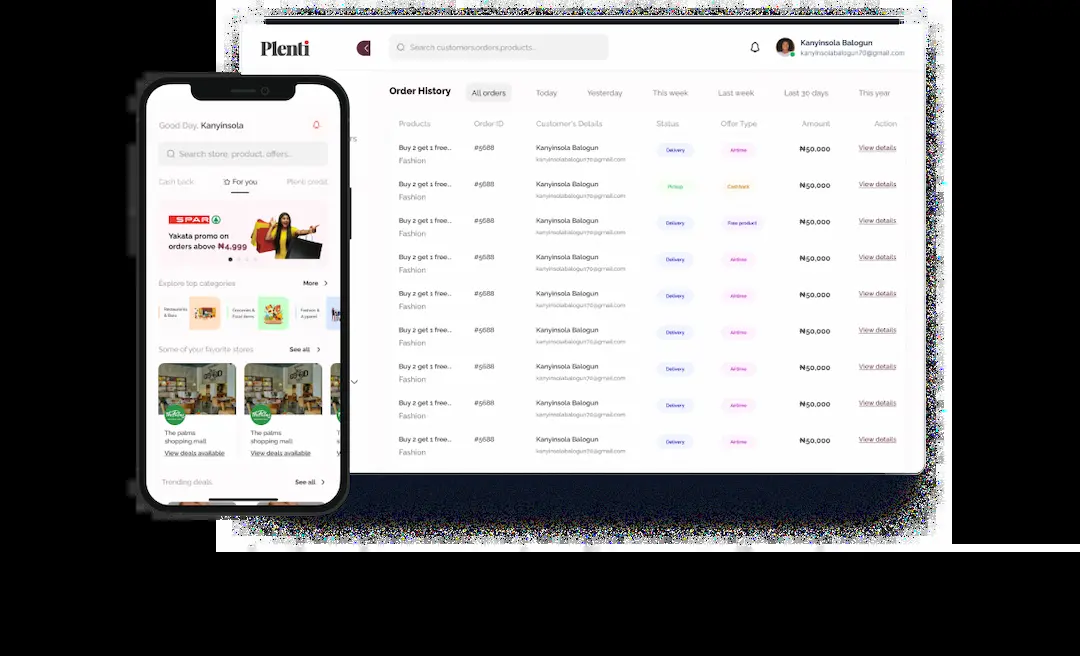 Plenti
Search customers,orders,products...
Kanyinsola Balogun
kanyinsolabalogun70@gmail.com
Order History
All orders
Today
Yesterday
This week
Last week
Last 30 days
This year
Products
Order ID
Customer's Details
Status
Offer Type
Amount
Action
Buy 2 get 1 free...
Fashion
#5688
Kanyinsola Balogun
kanyinsolabalogun70@gmail.com
Delivery
Airtime
₦50,000
View details
Buy 2 get 1 free...
Fashion
#5688
Kanyinsola Balogun
kanyinsolabalogun70@gmail.com
Pickup
Cashback
₦50,000
View details
Buy 2 get 1 free...
Fashion
#5688
Kanyinsola Balogun
kanyinsolabalogun70@gmail.com
Delivery
Free product
₦50,000
View details
Buy 2 get 1 free...
Fashion
#5688
Kanyinsola Balogun
kanyinsolabalogun70@gmail.com
Delivery
Airtime
₦50,000
View details
Buy 2 get 1 free...
Fashion
#5688
Kanyinsola Balogun
kanyinsolabalogun70@gmail.com
Delivery
Airtime
₦50,000
View details
Buy 2 get 1 free...
Fashion
#5688
Kanyinsola Balogun
kanyinsolabalogun70@gmail.com
Delivery
Airtime
₦50,000
View details
Buy 2 get 1 free...
Fashion
#5688
Kanyinsola Balogun
kanyinsolabalogun70@gmail.com
Delivery
Airtime
₦50,000
View details
Buy 2 get 1 free...
Fashion
#5688
Kanyinsola Balogun
kanyinsolabalogun70@gmail.com
Delivery
Airtime
₦50,000
View details
Buy 2 get 1 free...
Fashion
#5688
Kanyinsola Balogun
kanyinsolabalogun70@gmail.com
Delivery
Airtime
₦50,000
View details
Good Day, Kanyinsola
Search store, product, offers..
Cash back
For you
SPAR
Yakata promo on
orders above ₦4,999
Explore top categories
More
Restaurants
& Bars
Groceries &
Food items
Fashion &
Apparel
Some of your favorite stores
See all
The palms
shopping mall
View deals available
The palms
shopping mall
View deals available
Trending deals
See all